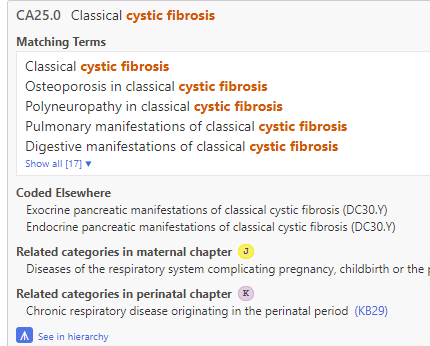 CA25.0 Classical cystic fibrosis
Matching Terms
Classical cystic fibrosis
Osteoporosis in classical cystic fibrosis
Polyneuropathy in classical cystic fibrosis
Pulmonary manifestations of classical cystic fibrosis
Digestive manifestations of classical cystic fibrosis
Show all [17] ▼
Coded Elsewhere
Exocrine pancreatic manifestations of classical cystic fibrosis (DC30.Y)
Endocrine pancreatic manifestations of classical cystic fibrosis (DC30.Y)
Related categories in maternal chapter J
Diseases of the respiratory system complicating pregnancy, childbirth or the
Related categories in perinatal chapter K
Chronic respiratory disease originating in the perinatal period (KB29)
See in hierarchy